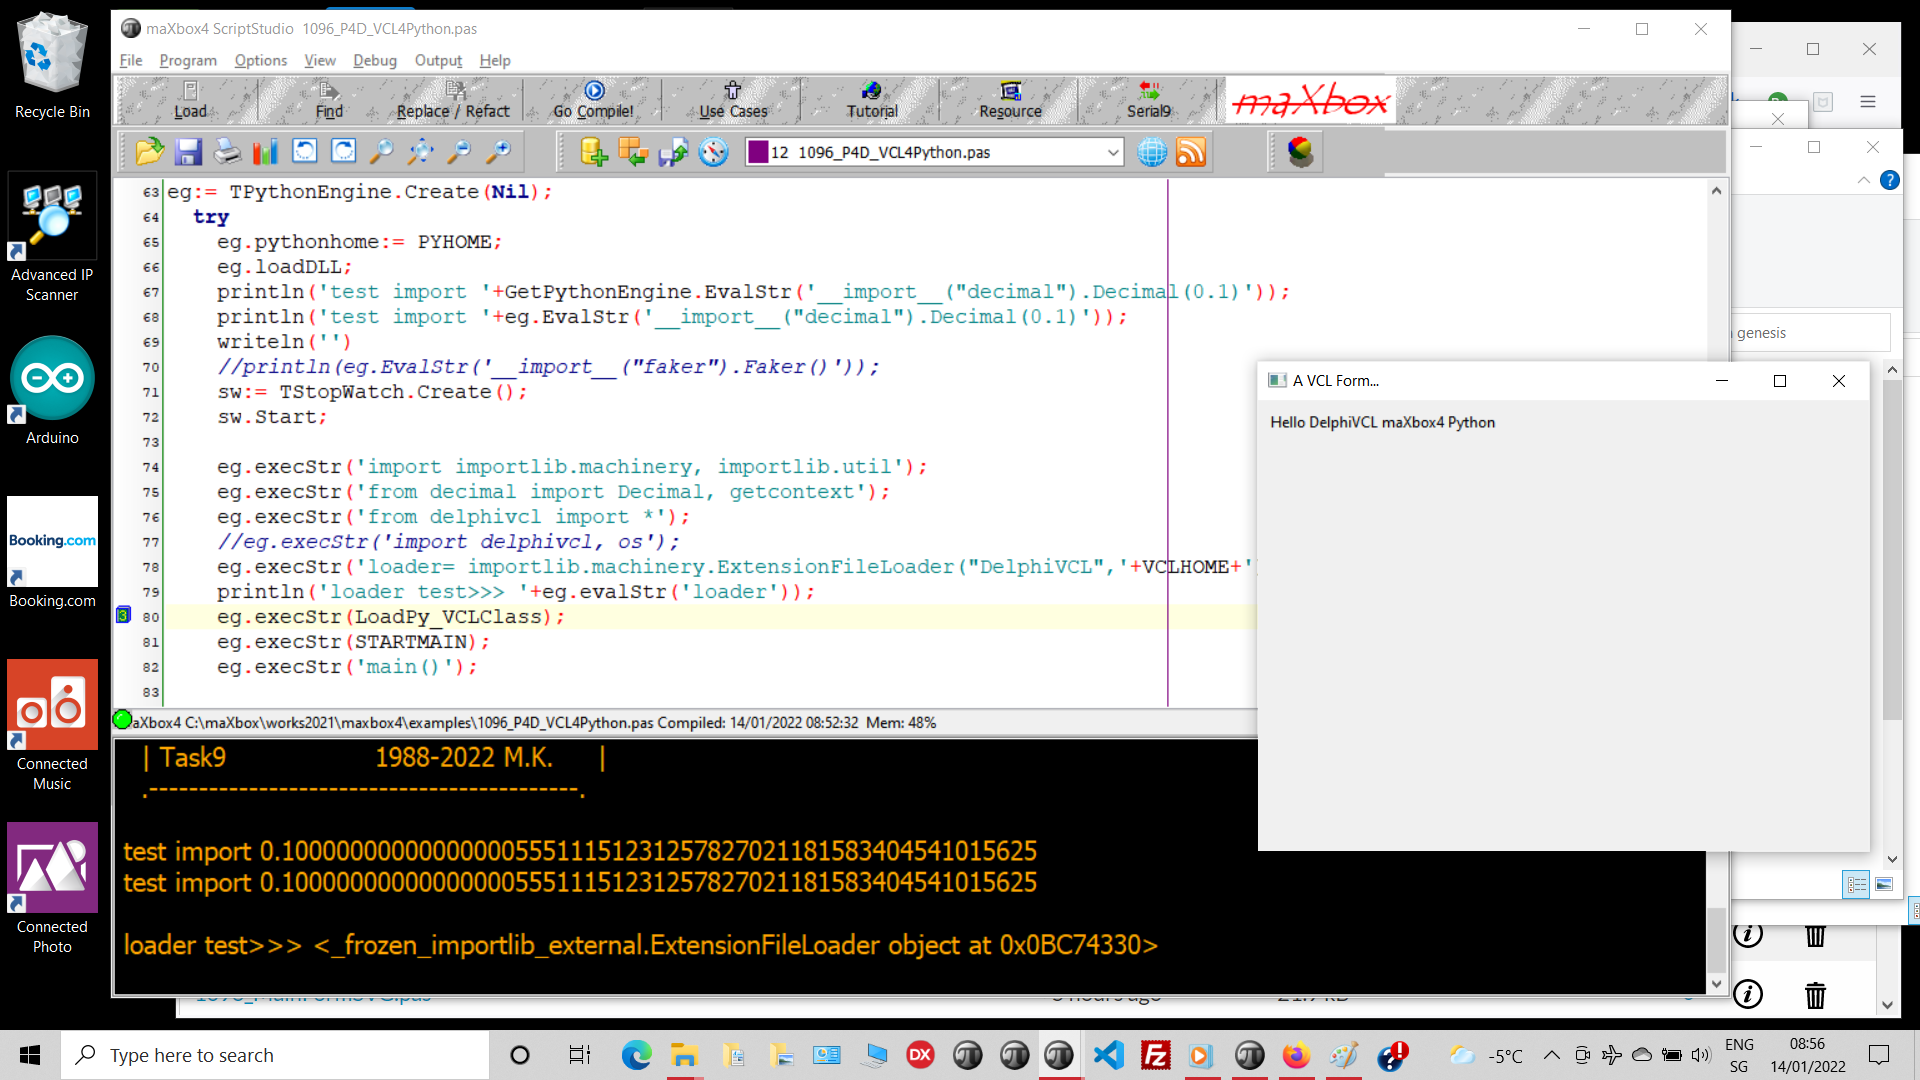 Recycle Bin
Advanced IP
Scanner
Arduino
Booking.com
Booking.com
Connected
Music
Connected
Photo
maXbox4 ScriptStudio 1096_P4D_VCL4Python.pas
File Program Options View Debug Output Help
Load Find Replace / Refact Go Compile! Use Cases Tutorial Resource Serial9 maXbox
12 1096_P4D_VCL4Python.pas
63 eg:= TPythonEngine.Create(Nil);
64 try
65 eg.pythonhome:= PYHOME;
66 eg.loadDLL;
67 println('test import '+GetPythonEngine.EvalStr('__import__("decimal").Decimal(0.1)'));
68 println('test import '+eg.EvalStr('__import__("decimal").Decimal(0.1)'));
69 writeln('')
70 //println(eg.EvalStr('__import__("faker").Faker()'));
71 sw:= TStopWatch.Create();
72 sw.Start;
73
74 eg.execStr('import importlib.machinery, importlib.util');
75 eg.execStr('from decimal import Decimal, getcontext');
76 eg.execStr('from delphivcl import *');
77 //eg.execStr('import delphivcl, os');
78 eg.execStr('loader= importlib.machinery.ExtensionFileLoader("DelphiVCL",'+VCLHOME+'
79 println('loader test>>> '+eg.evalStr('loader'));
3 80 eg.execStr(LoadPy_VCLClass);
81 eg.execStr(STARTMAIN);
82 eg.execStr('main()');
83
aXbox4 C:\maXbox\works2021\maxbox4\examples\1096_P4D_VCL4Python.pas Compiled: 14/01/2022 08:52:32 Mem: 48%
| Task9 1988-2022 M.K. |
.-------------------------------------------.
test import 0.1000000000000000055511151231257827021181583404541015625
test import 0.1000000000000000055511151231257827021181583404541015625
loader test>>> <_frozen_importlib_external.ExtensionFileLoader object at 0x0BC74330>
genesis
A VCL Form...
Hello DelphiVCL maXbox4 Python
Type here to search
DX
-5°C
ENG
SG
08:56
14/01/2022